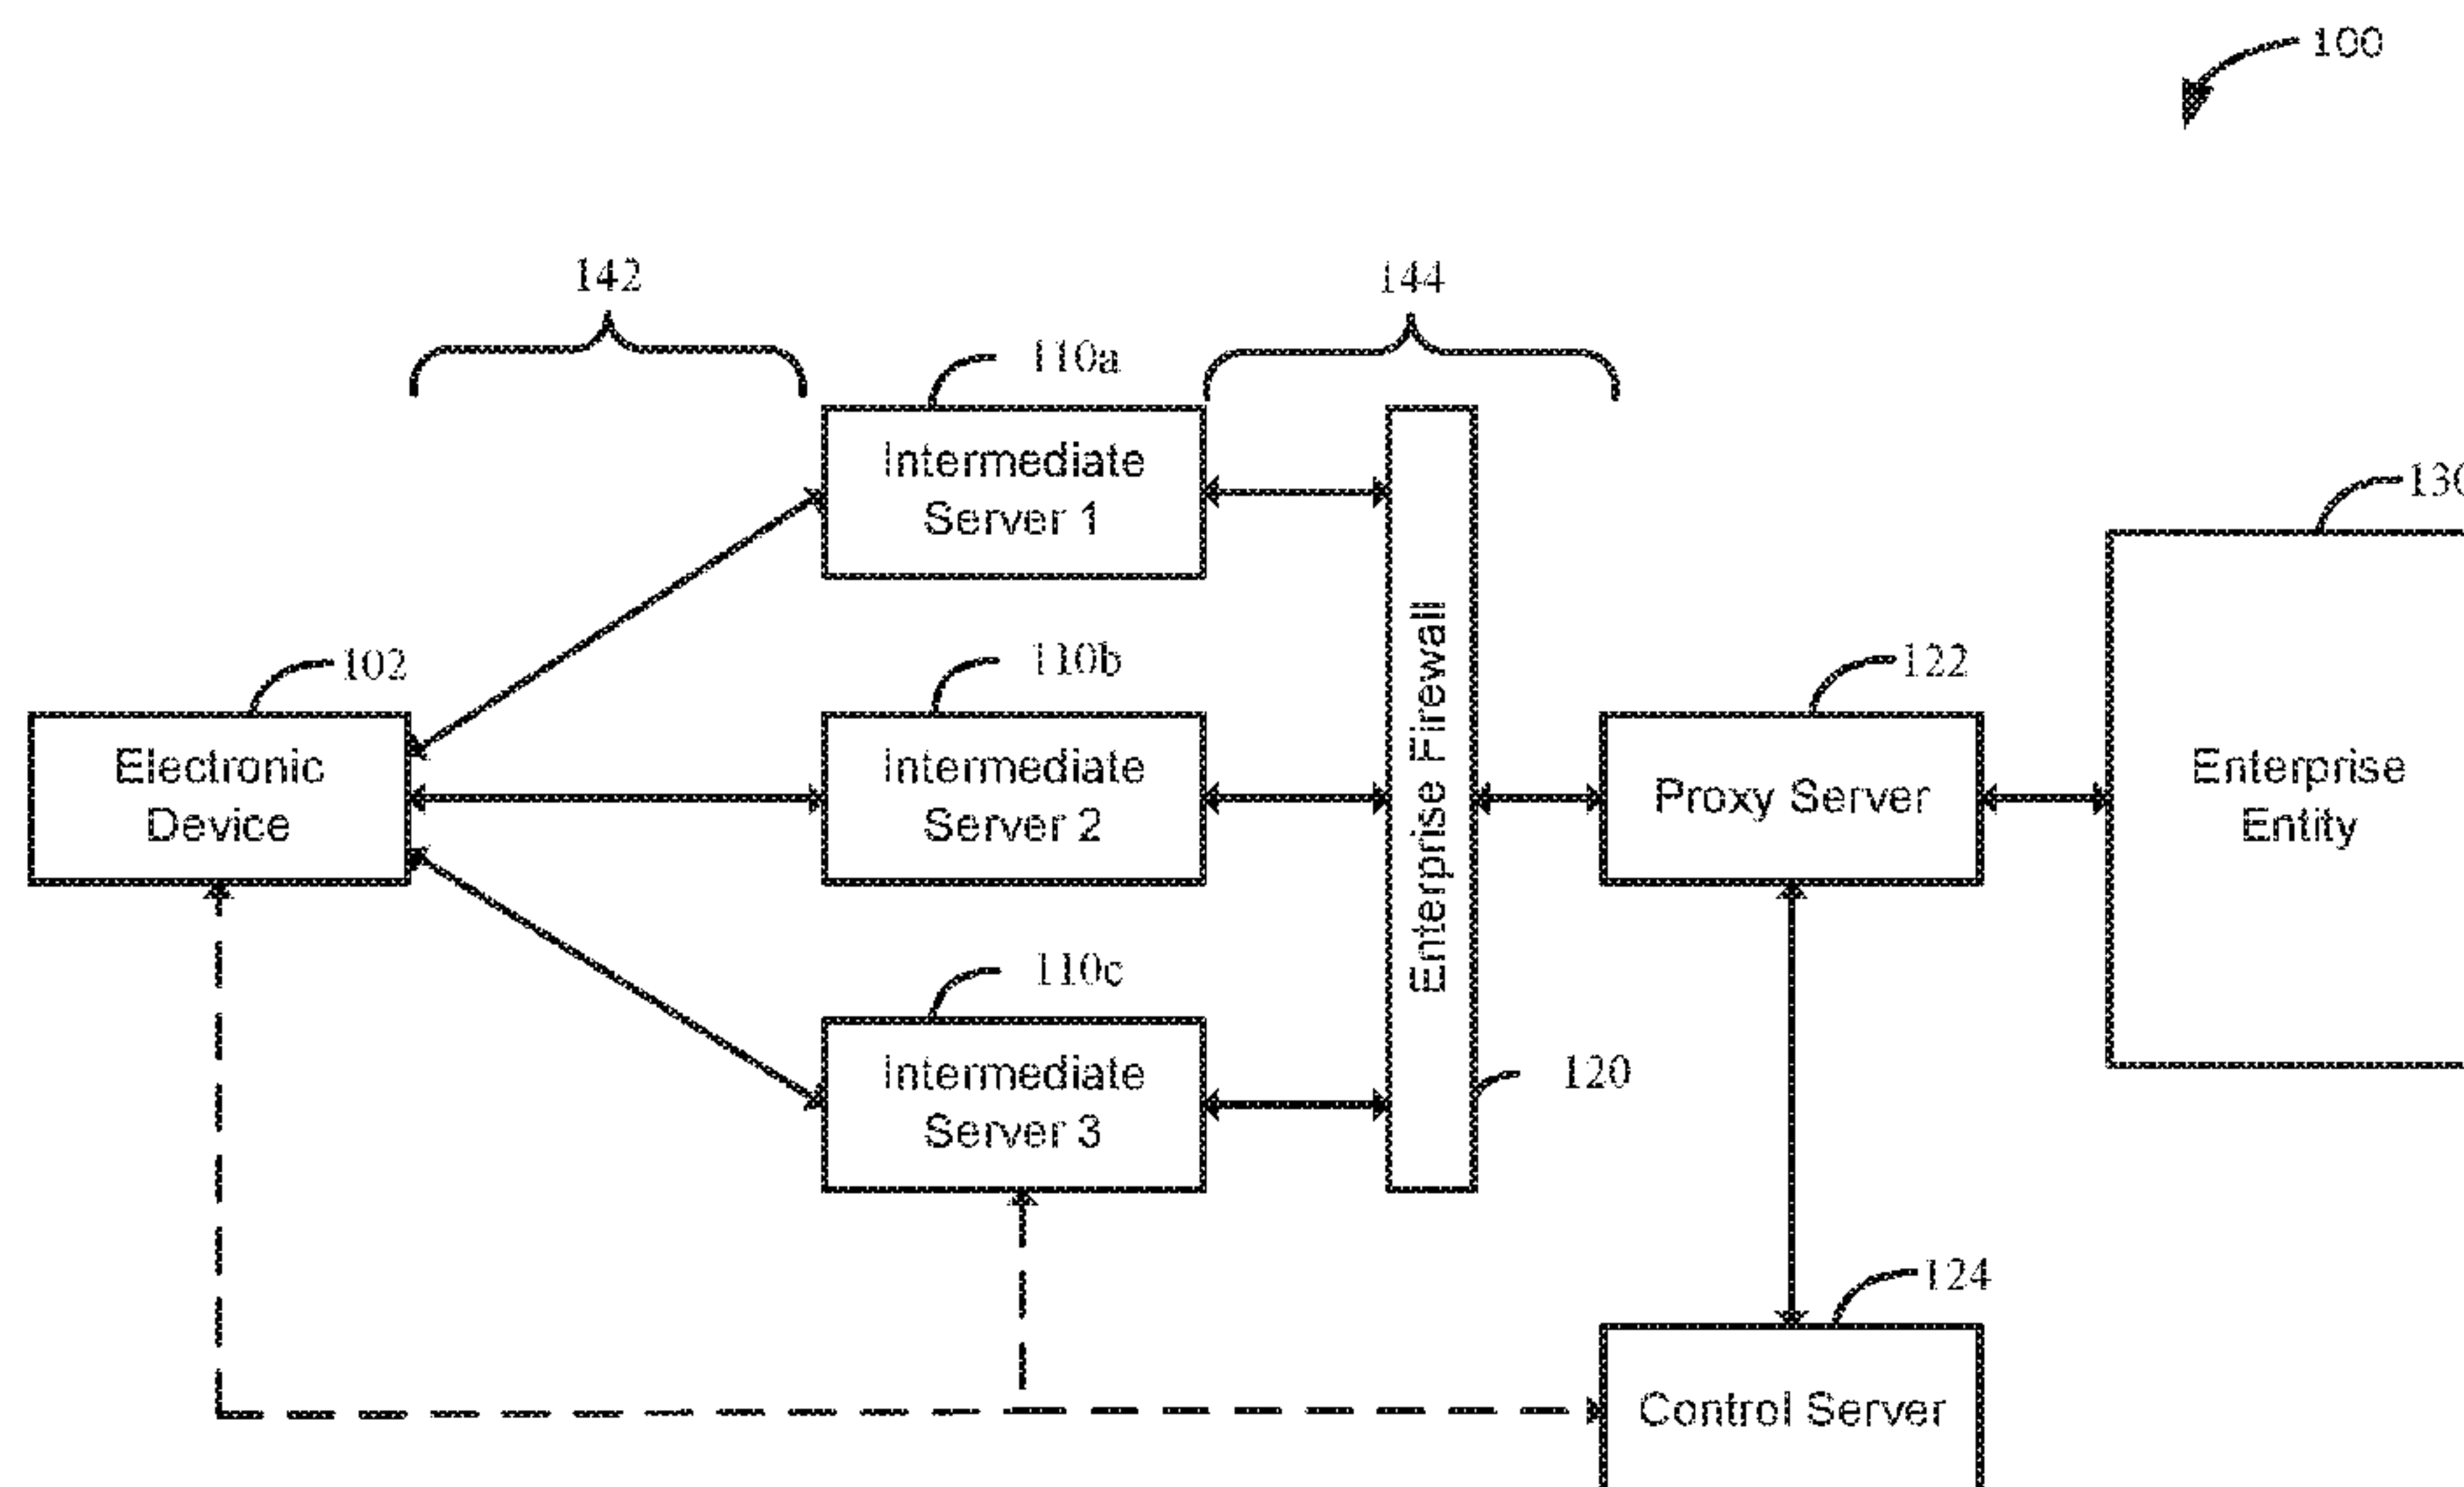 100
142
144
110a
Intermediate
Server 1
130
102
110b
122
Electronic
Device
Intermediate
Server 2
Enterprise Firewall
Proxy Server
Enterprise
Entity
110c
Intermediate
Server 3
120
124
Control Server